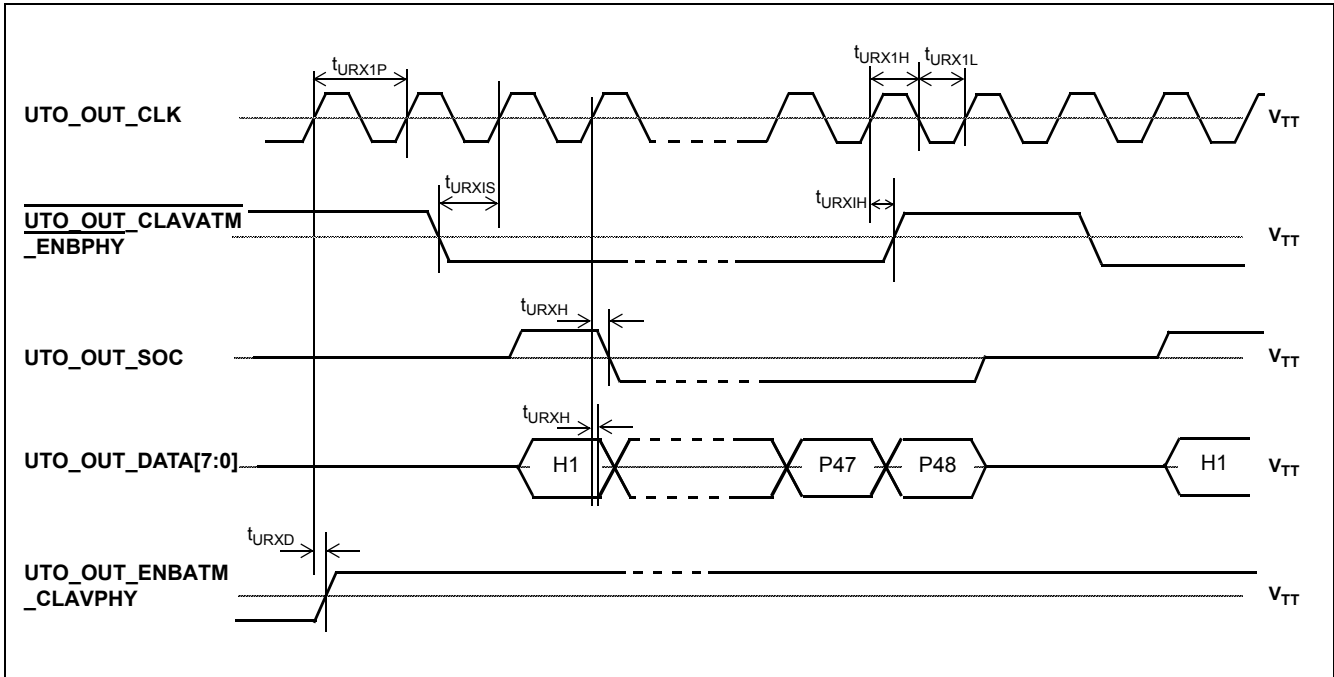 tURX1P
tURX1H
tURX1L
UTO_OUT_CLK
VTT
tURXIS
tURXIH
UTO_OUT_CLAVATM
_ENBPHY
VTT
tURXH
UTO_OUT_SOC
VTT
tURXH
UTO_OUT_DATA[7:0]
H1
P47
P48
H1
VTT
tURXD
UTO_OUT_ENBATM
_CLAVPHY
VTT